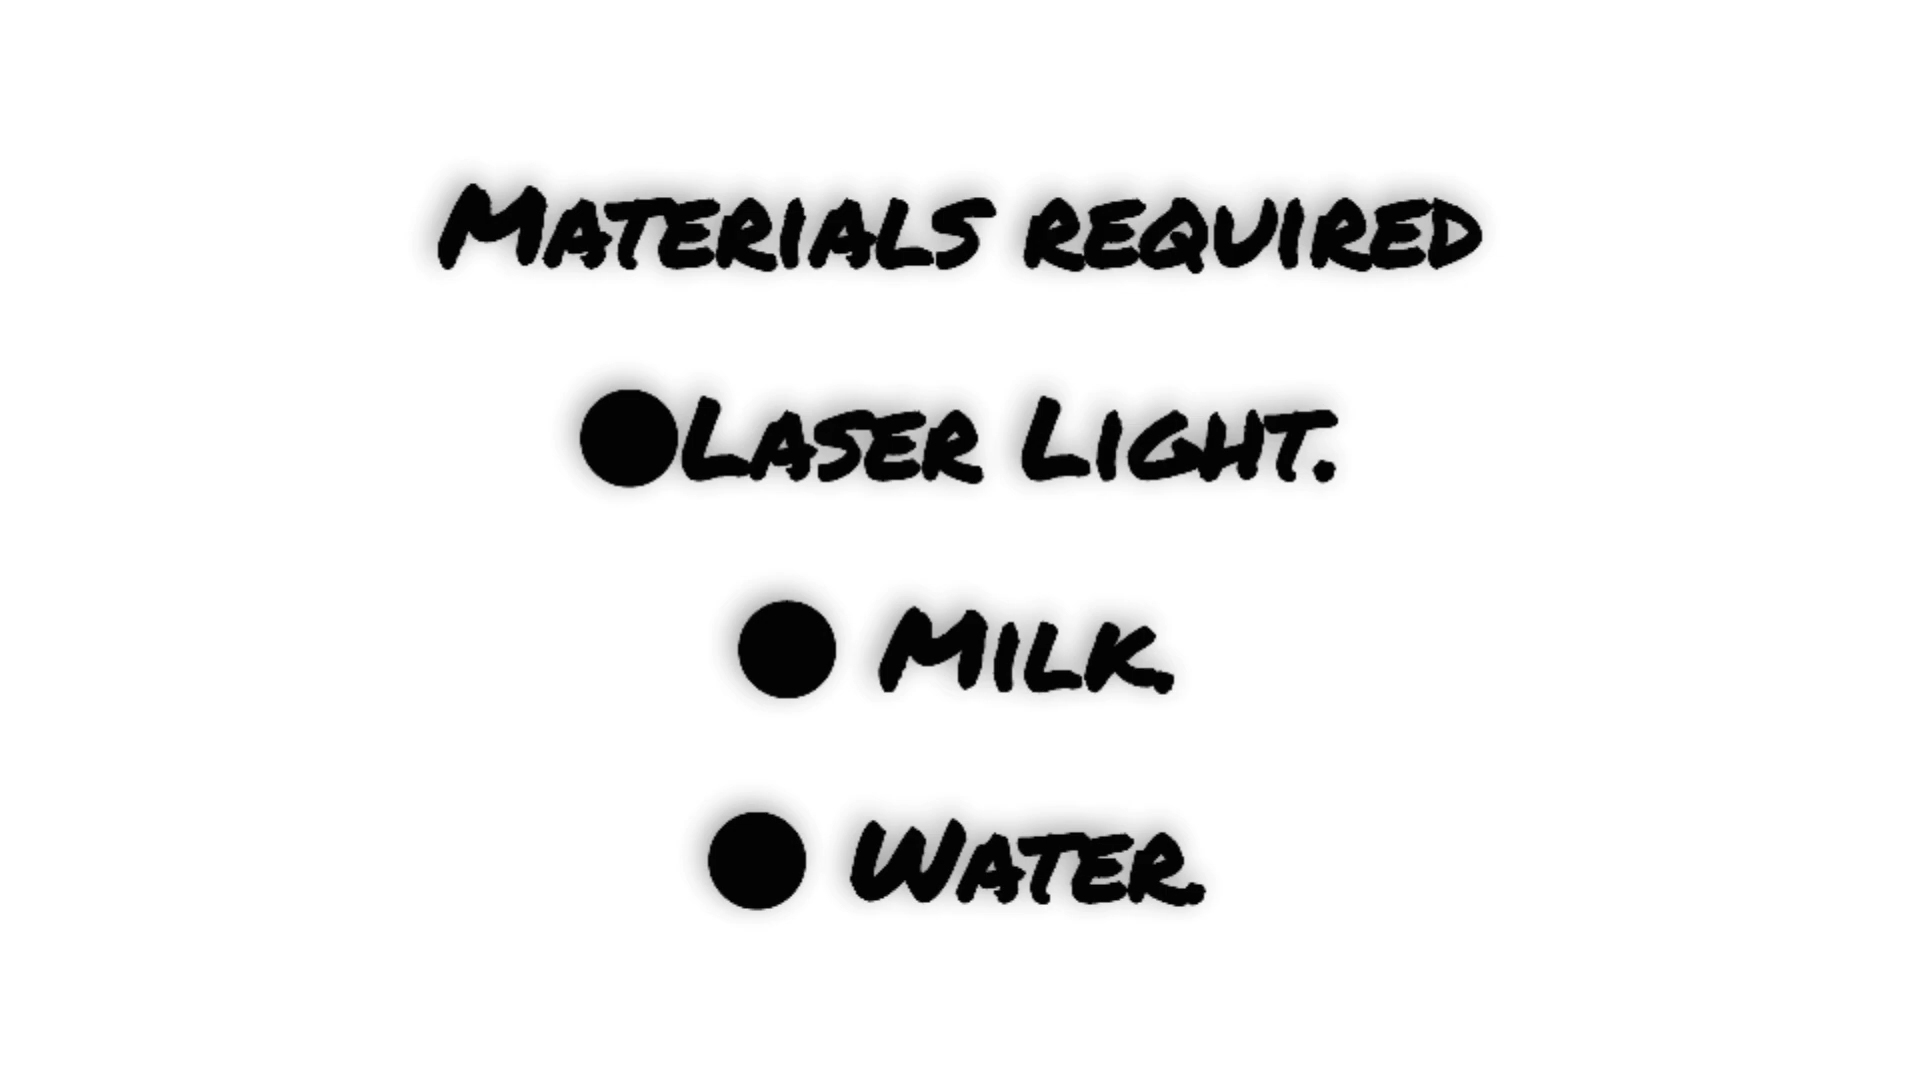 Materials required
●Laser Light.
● Milk.
● Water.